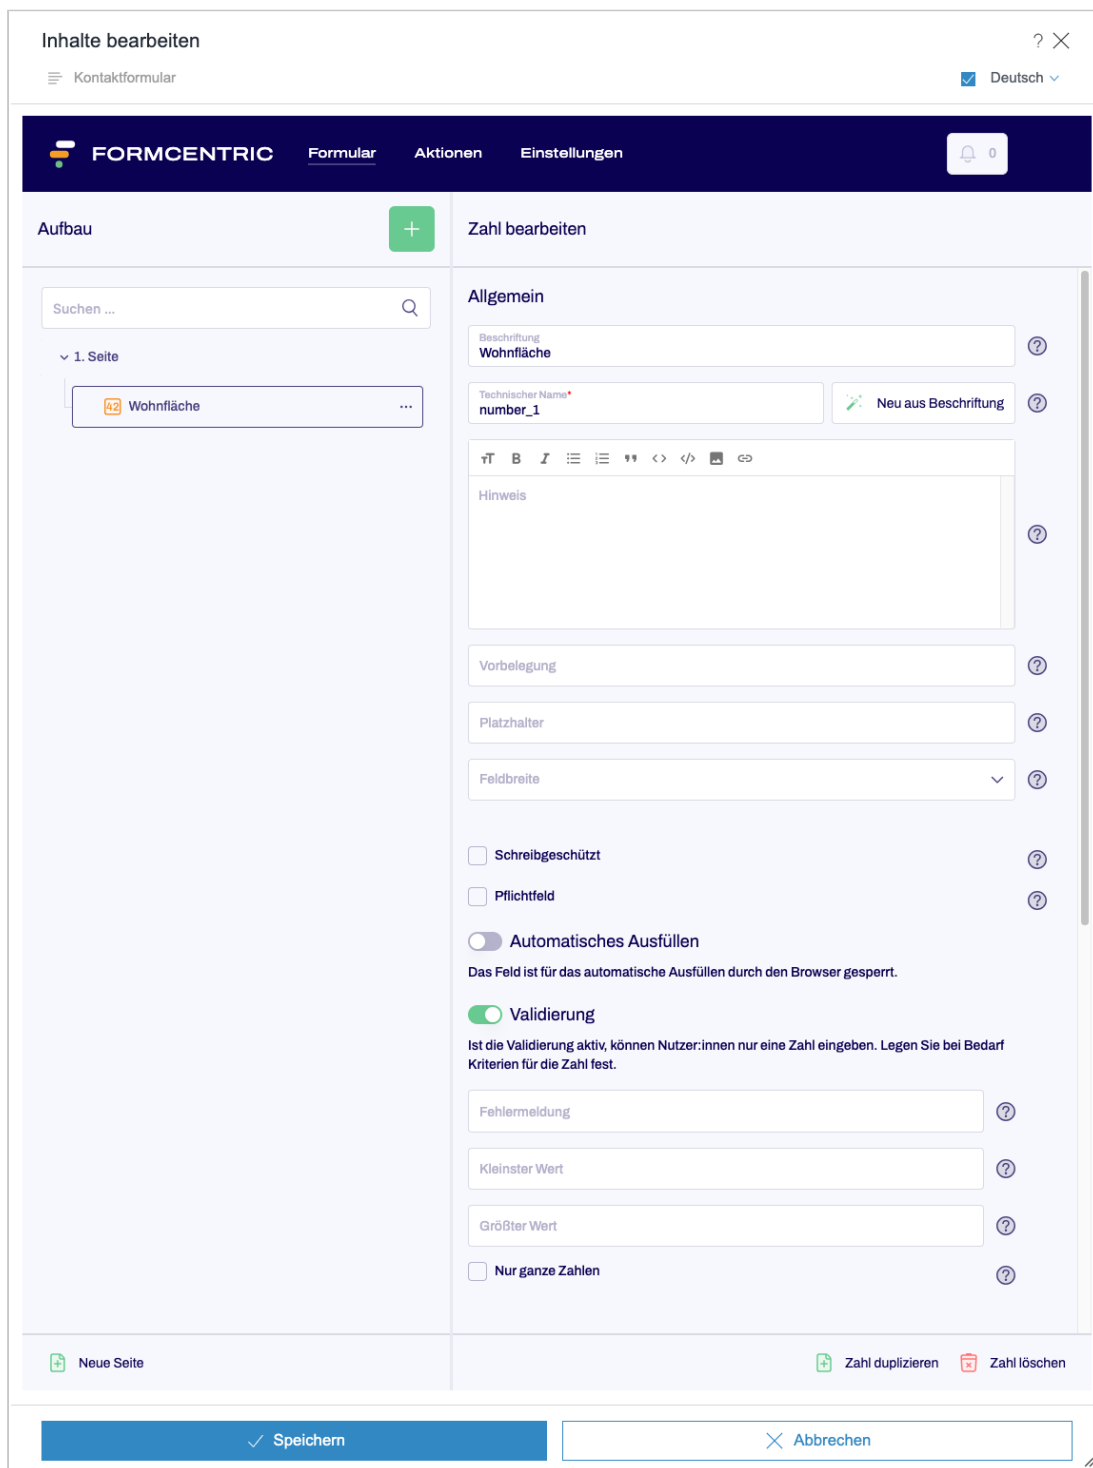 Inhalte bearbeiten
?
Kontaktformular
Deutsch
FORMCENTRIC
Formular
Aktionen
Einstellungen
0
Aufbau
Zahl bearbeiten
Suchen ...
1. Seite
42 Wohnfläche
Allgemein
Beschriftung
Wohnfläche
Technischer Name*
number_1
Neu aus Beschriftung
Hinweis
Vorbelegung
Platzhalter
Feldbreite
Schreibgeschützt
Pflichtfeld
Automatisches Ausfüllen
Das Feld ist für das automatische Ausfüllen durch den Browser gesperrt.
Validierung
Ist die Validierung aktiv, können Nutzer:innen nur eine Zahl eingeben. Legen Sie bei Bedarf
Kriterien für die Zahl fest.
Fehlermeldung
Kleinster Wert
Größter Wert
Nur ganze Zahlen
Neue Seite
Zahl duplizieren
Zahl löschen
Speichern
Abbrechen